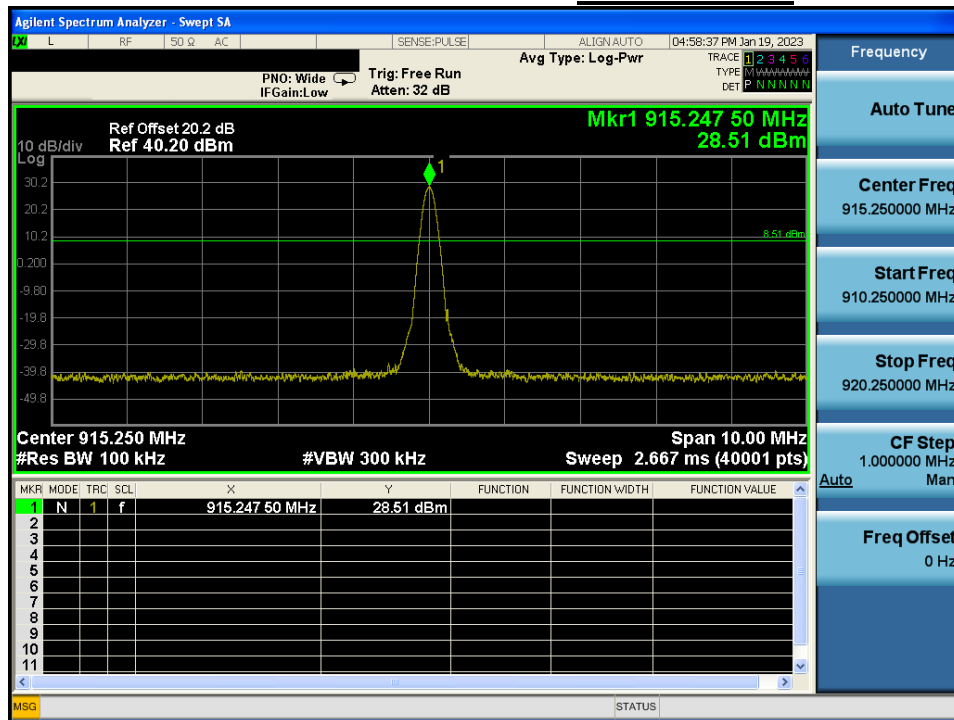 Agilent Spectrum Analyzer - Swept SA
LXI L RF 50 Ω AC SENSE:PULSE ALIGN AUTO 04:58:37 PM Jan 19, 2023
Avg Type: Log-Pwr TRACE 1 2 3 4 5 6
PNO: Wide Trig: Free Run TYPE M WWWWW
IFGain:Low Atten: 32 dB DET P N N N N N
Frequency
Auto Tune
Center Freq
915.250000 MHz
Start Freq
910.250000 MHz
Stop Freq
920.250000 MHz
CF Step
1.000000 MHz
Auto Man
Freq Offset
0 Hz
Mkr1 915.247 50 MHz
28.51 dBm
Ref Offset 20.2 dB
10 dB/div Ref 40.20 dBm
Log
1
30.2
20.2
10.2
8.51 dBm
0.200
-9.80
-19.8
-29.8
-39.8
-49.8
Center 915.250 MHz Span 10.00 MHz
#Res BW 100 kHz #VBW 300 kHz Sweep 2.667 ms (40001 pts)
MKR MODE TRC SCL X Y FUNCTION FUNCTION WIDTH FUNCTION VALUE
1 N 1 f 915.247 50 MHz 28.51 dBm
2
3
4
5
6
7
8
9
10
11
MSG STATUS